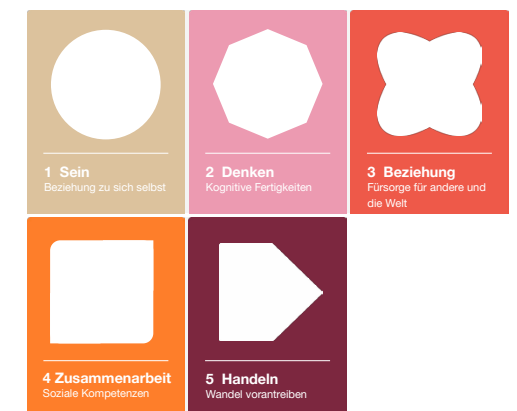 1 Sein
Beziehung zu sich selbst
2 Denken
Kognitive Fertigkeiten
3 Beziehung
Fürsorge für andere und
die Welt
4 Zusammenarbeit
Soziale Kompetenzen
5 Handeln
Wandel vorantreiben